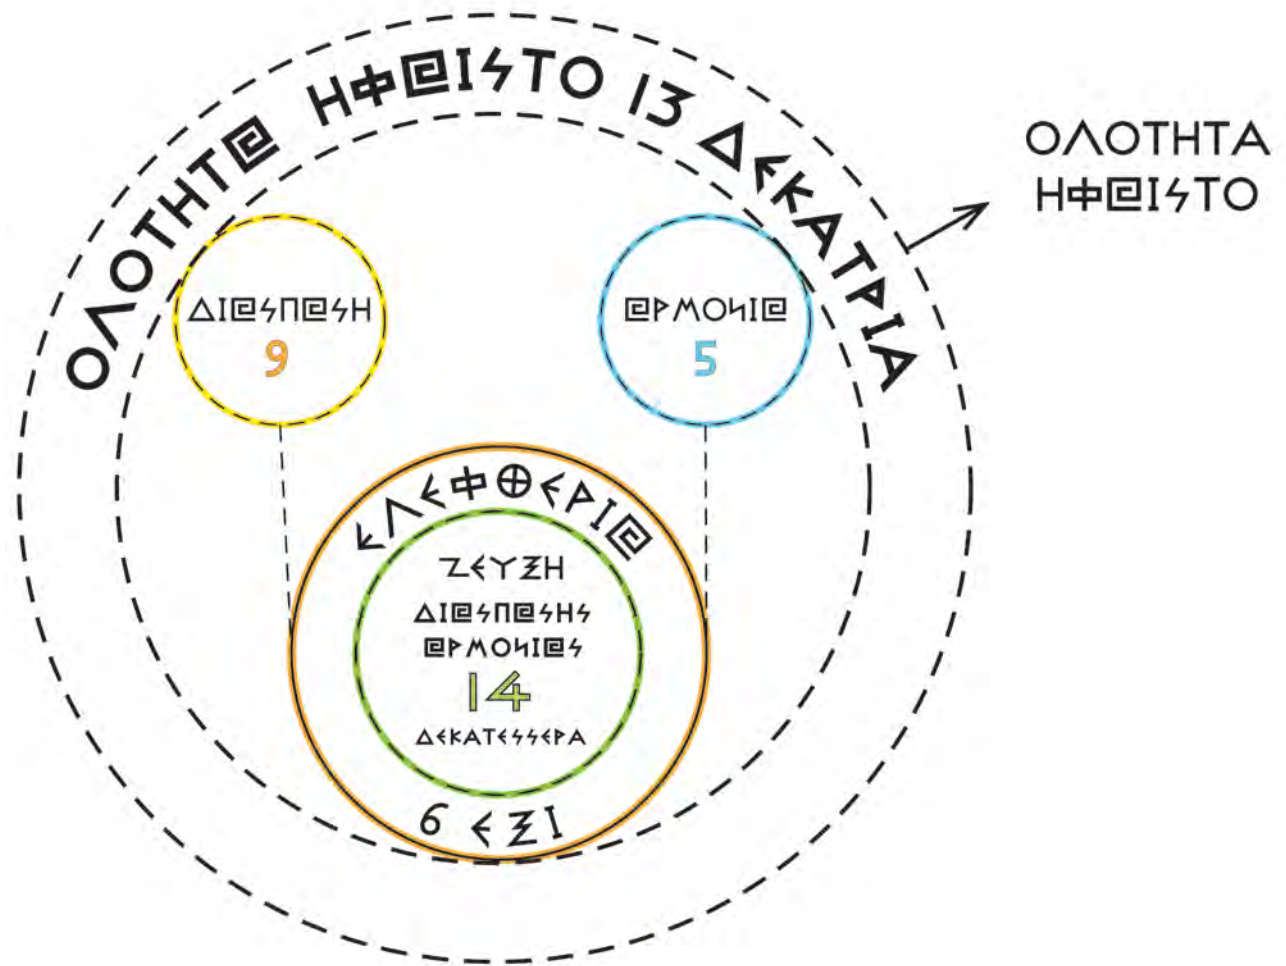 ΟΛΟΤΗΤΑ ΗΦΑΙΣΤΟ 13 ΔΕΚΑΤΡΙΑ
ΟΛΟΤΗΤΑ
ΗΦΑΙΣΤΟ
ΔΙΑΣΠΑΣΗ
9
ΑΡΜΟΝΙΑ
5
ΕΛΕΦΘΕΡΙΑ
ΖΕΥΞΗ
ΔΙΑΣΠΑΣΗΣ
ΑΡΜΟΝΙΑΣ
14
ΔΕΚΑΤΕΣΣΕΡΑ
6 ΕΞΙ